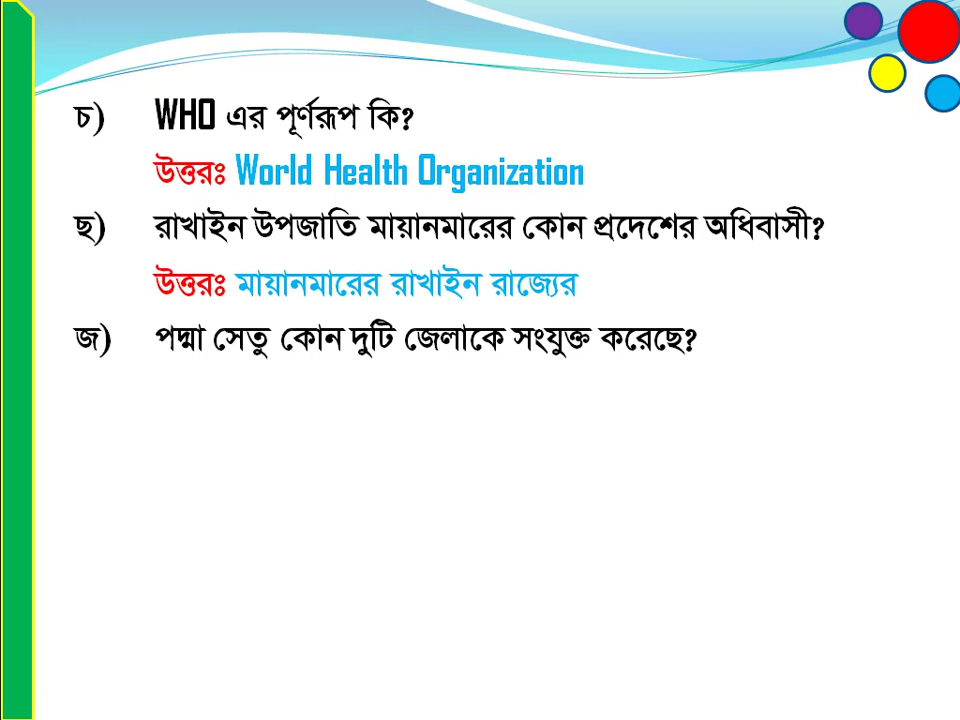 চ) WHO এর পূর্ণরূপ কি?
উত্তরঃ World Health Organization
ছ) রাখাইন উপজাতি মায়ানমারের কোন প্রদেশের অধিবাসী?
উত্তরঃ মায়ানমারের রাখাইন রাজ্যের
জ) পদ্মা সেতু কোন দুটি জেলাকে সংযুক্ত করেছে?